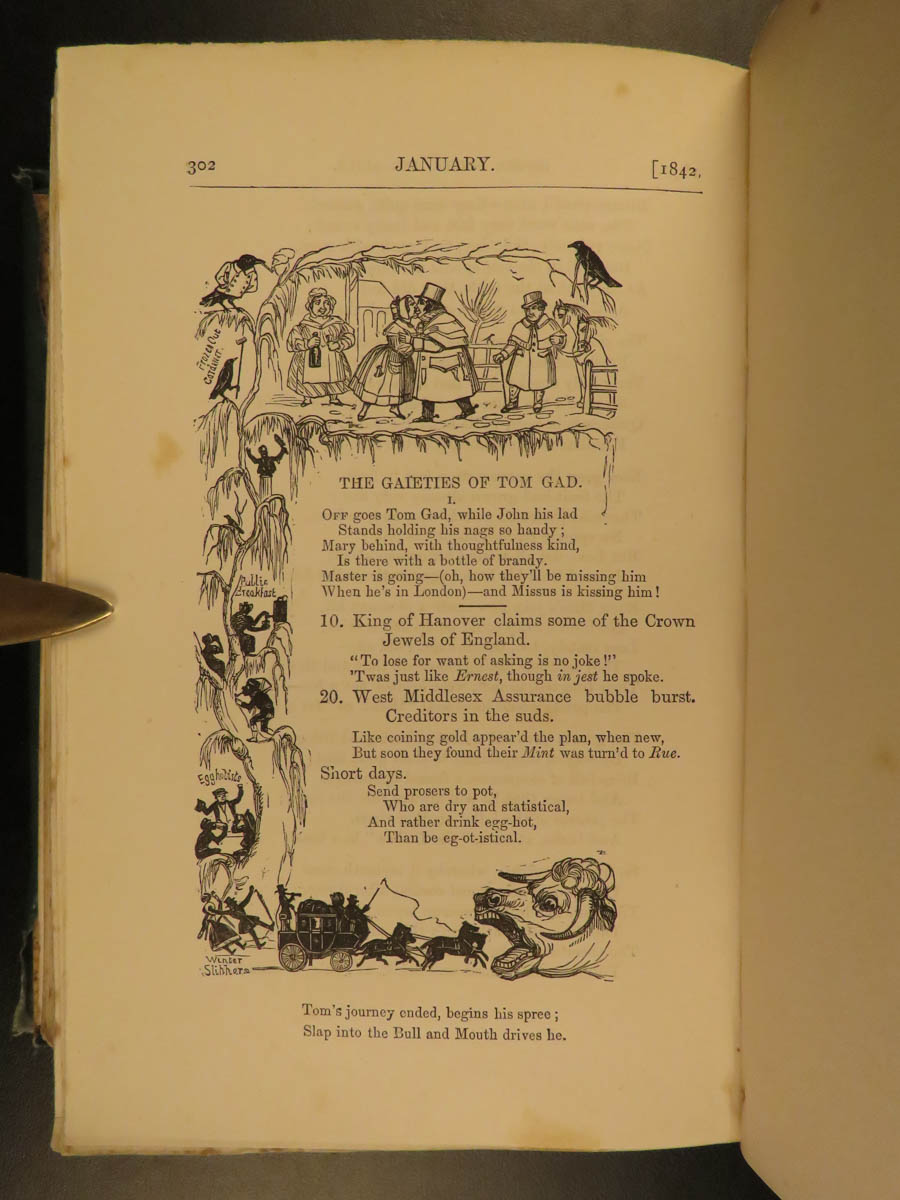 302 JANUARY. [1842,
Frozen Out
Gardener.
THE GAIETIES OF TOM GAD.
I.
OFF goes Tom Gad, while John his lad
Stands holding his nags so handy;
Mary behind, with thoughtfulness kind,
Is there with a bottle of brandy.
Master is going—(oh, how they'll be missing him
When he's in London)—and Missus is kissing him!
Public
Breakfast
10. King of Hanover claims some of the Crown
Jewels of England.
"To lose for want of asking is no joke!"
'Twas just like Ernest, though in jest he spoke.
20. West Middlesex Assurance bubble burst.
Creditors in the suds.
Like coining gold appear'd the plan, when new,
But soon they found their Mint was turn'd to Rue.
Short days.
Send prosers to pot,
Who are dry and statistical,
And rather drink egg-hot,
Than be eg-ot-istical.
Egghotists
Winter
Slippers
Tom's journey ended, begins his spree;
Slap into the Bull and Mouth drives he.